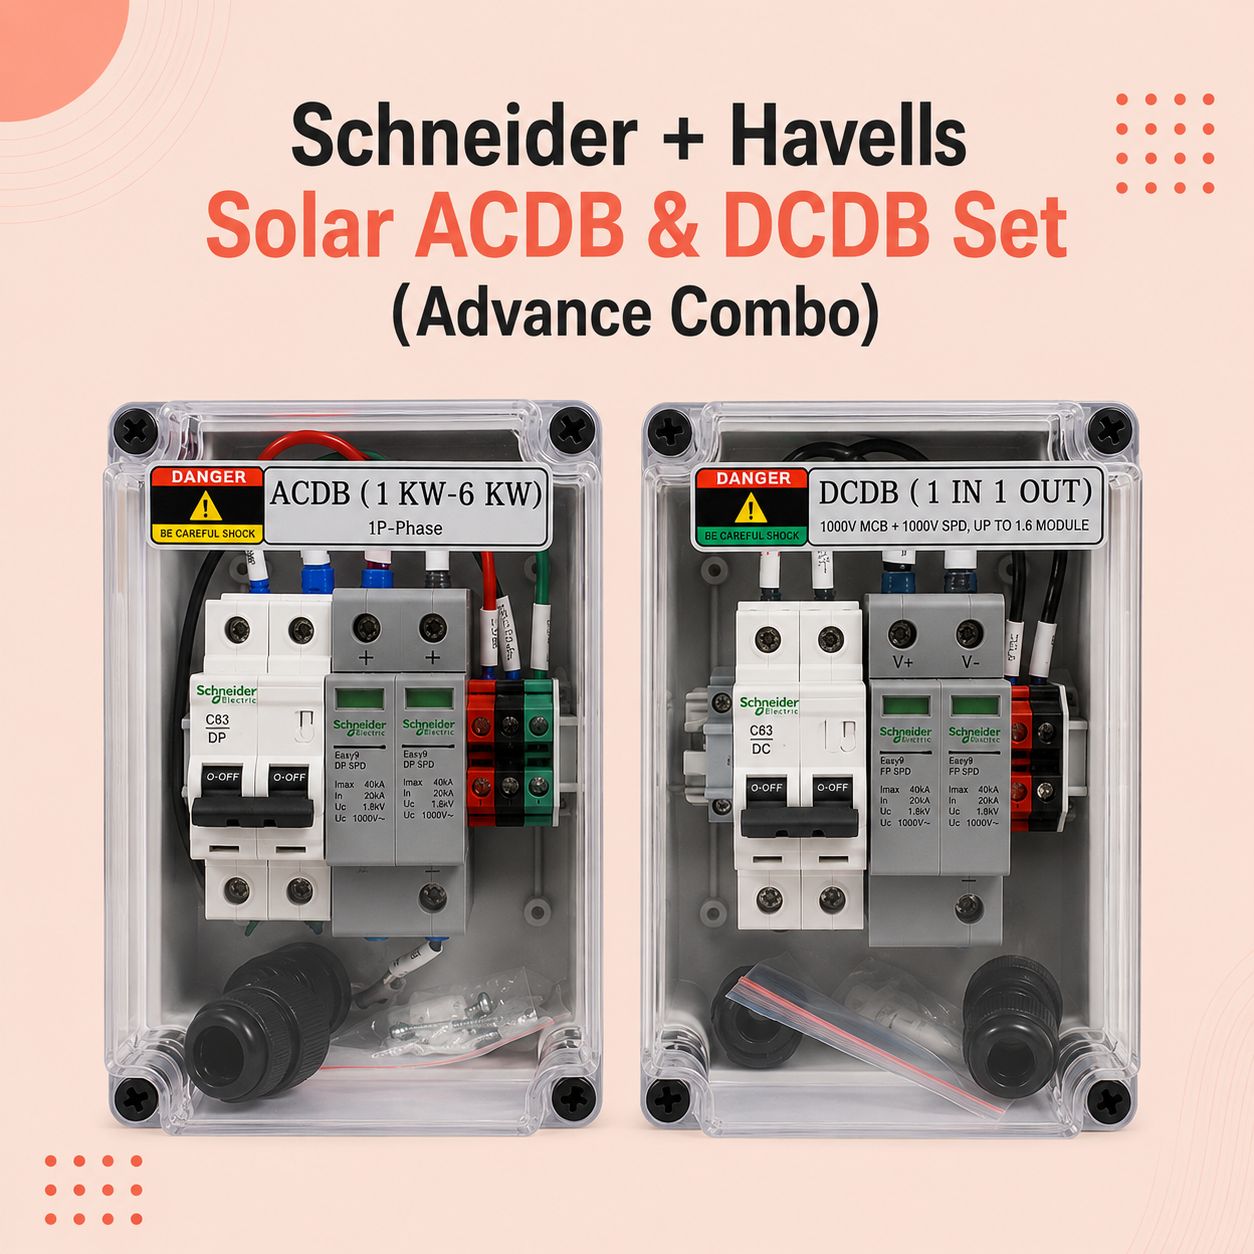 Schneider + Havells
Solar ACDB & DCDB Set
(Advance Combo)
DANGER
BE CAREFUL SHOCK
ACDB (1 KW-6 KW)
1P-Phase
+ +
Schneider
Electric
C63
DP
O-OFF O-OFF
Schneider
Electric
Easy9
DP SPD
Imax 40kA
In 20kA
Uc 1.8kV
Uc 1000V~
Schneider
Electric
Easy9
DP SPD
Imax 40kA
In 20kA
Uc 1.8kV
Uc 1000V~
DANGER
BE CAREFUL SHOCK
DCDB (1 IN 1 OUT)
1000V MCB + 1000V SPD, UP TO 1.6 MODULE
V+ V-
Schneider
Electric
C63
DC
O-OFF O-OFF
Schneider
Easy9
FP SPD
Imax 40kA
In 20kA
Uc 1.8kV
Uc 1000V~
Schneider
Easy9
FP SPD
Imax 40kA
In 20kA
Uc 1.8kV
Uc 1000V~